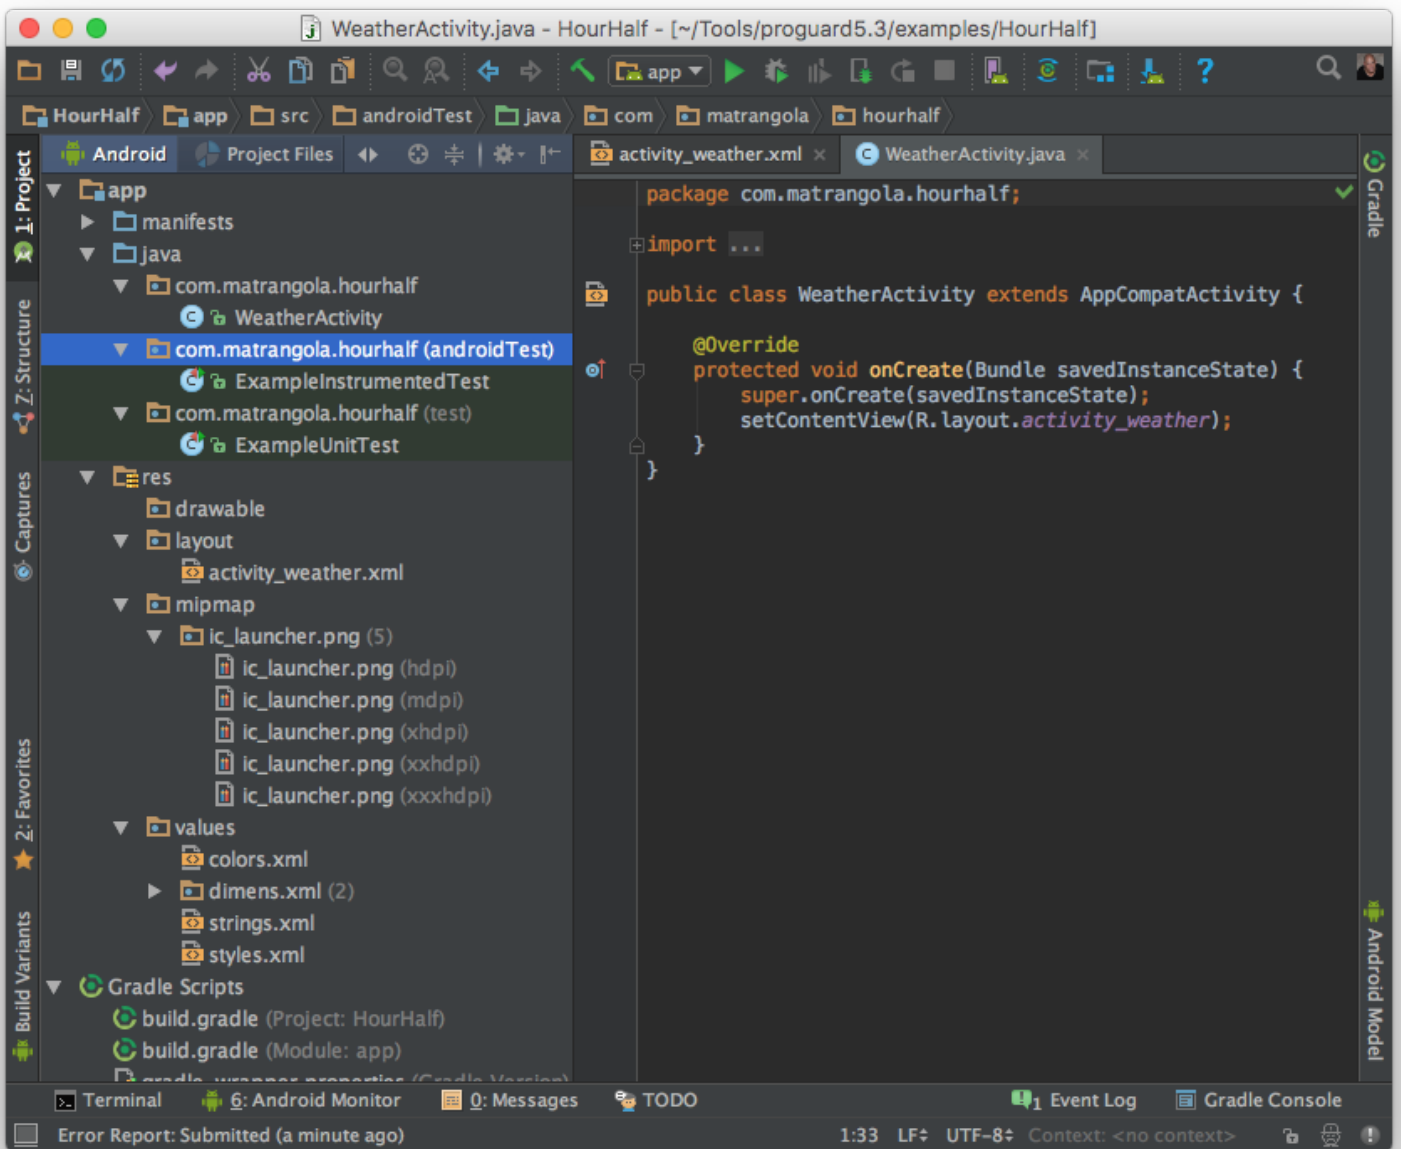 WeatherActivity.java - HourHalf - [~/Tools/proguard5.3/examples/HourHalf]
app
HourHalf app src androidTest java com matrangola hourhalf
Android Project Files
activity_weather.xml WeatherActivity.java
1: Project
Z: Structure
Captures
2: Favorites
Build Variants
app
manifests
java
com.matrangola.hourhalf
WeatherActivity
com.matrangola.hourhalf (androidTest)
ExampleInstrumentedTest
com.matrangola.hourhalf (test)
ExampleUnitTest
res
drawable
layout
activity_weather.xml
mipmap
ic_launcher.png (5)
ic_launcher.png (hdpi)
ic_launcher.png (mdpi)
ic_launcher.png (xhdpi)
ic_launcher.png (xxhdpi)
ic_launcher.png (xxxhdpi)
values
colors.xml
dimens.xml (2)
strings.xml
styles.xml
Gradle Scripts
build.gradle (Project: HourHalf)
build.gradle (Module: app)
gradle-wrapper.properties (Gradle Version)
package com.matrangola.hourhalf;
import ...
public class WeatherActivity extends AppCompatActivity {
@Override
protected void onCreate(Bundle savedInstanceState) {
super.onCreate(savedInstanceState);
setContentView(R.layout.activity_weather);
}
}
Gradle
Android Model
Terminal 6: Android Monitor 0: Messages TODO 1 Event Log Gradle Console
Error Report: Submitted (a minute ago) 1:33 LF UTF-8 Context: <no context>